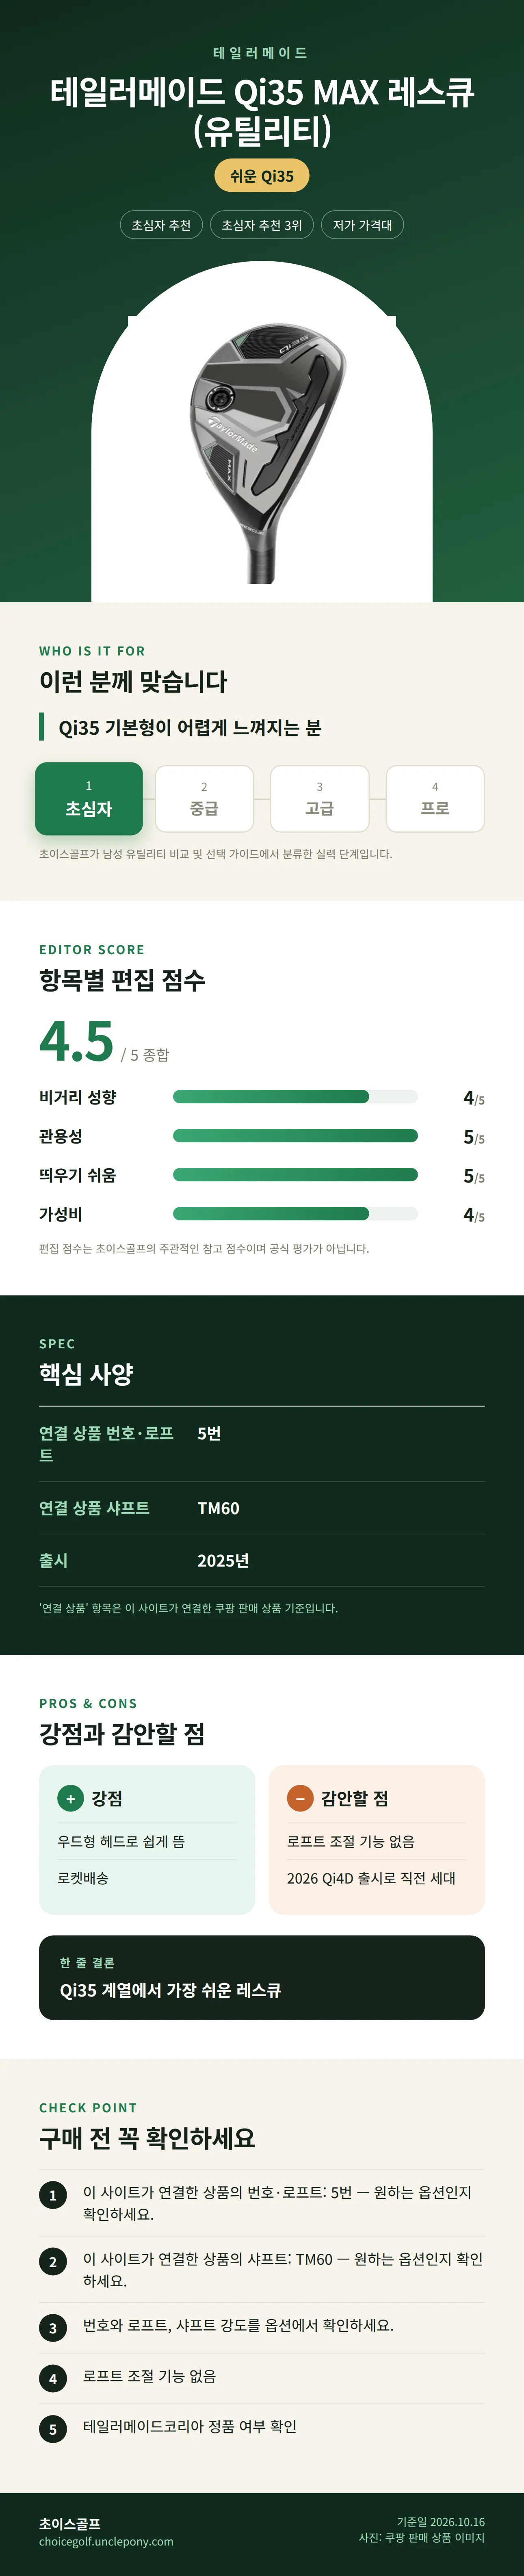 테일러메이드
테일러메이드 Qi35 MAX 레스큐
(유틸리티)
쉬운 Qi35
초심자 추천
초심자 추천 3위
저가 가격대
Qi35
TaylorMade
MAX
RESCUE
WHO IS IT FOR
이런 분께 맞습니다
Qi35 기본형이 어렵게 느껴지는 분
1
초심자
2
중급
3
고급
4
프로
초이스골프가 남성 유틸리티 비교 및 선택 가이드에서 분류한 실력 단계입니다.
EDITOR SCORE
항목별 편집 점수
4.5 / 5 종합
비거리 성향 4/5
관용성 5/5
띄우기 쉬움 5/5
가성비 4/5
편집 점수는 초이스골프의 주관적인 참고 점수이며 공식 평가가 아닙니다.
SPEC
핵심 사양
연결 상품 번호·로프
트
5번
연결 상품 샤프트 TM60
출시 2025년
'연결 상품' 항목은 이 사이트가 연결한 쿠팡 판매 상품 기준입니다.
PROS & CONS
강점과 감안할 점
+ 강점
우드형 헤드로 쉽게 뜸
로켓배송
− 감안할 점
로프트 조절 기능 없음
2026 Qi4D 출시로 직전 세대
한 줄 결론
Qi35 계열에서 가장 쉬운 레스큐
CHECK POINT
구매 전 꼭 확인하세요
1 이 사이트가 연결한 상품의 번호·로프트: 5번 — 원하는 옵션인지
확인하세요.
2 이 사이트가 연결한 상품의 샤프트: TM60 — 원하는 옵션인지 확인
하세요.
3 번호와 로프트, 샤프트 강도를 옵션에서 확인하세요.
4 로프트 조절 기능 없음
5 테일러메이드코리아 정품 여부 확인
초이스골프
choicegolf.unclepony.com
기준일 2026.10.16
사진: 쿠팡 판매 상품 이미지